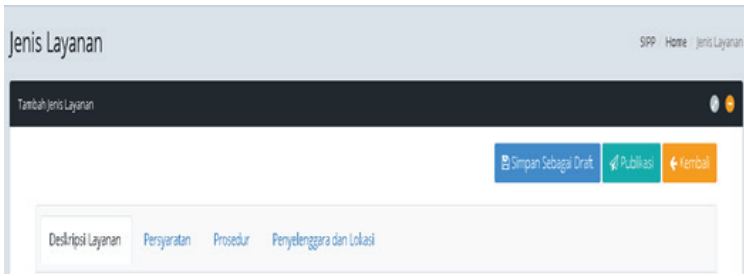 Jenis Layanan
SIPP / Home / Jenis Layanan
Tambah Jenis Layanan
Simpan Sebagai Draft Publikasi Kembali
Deskripsi Layanan Persyaratan Prosedur Penyelenggara dan Lokasi